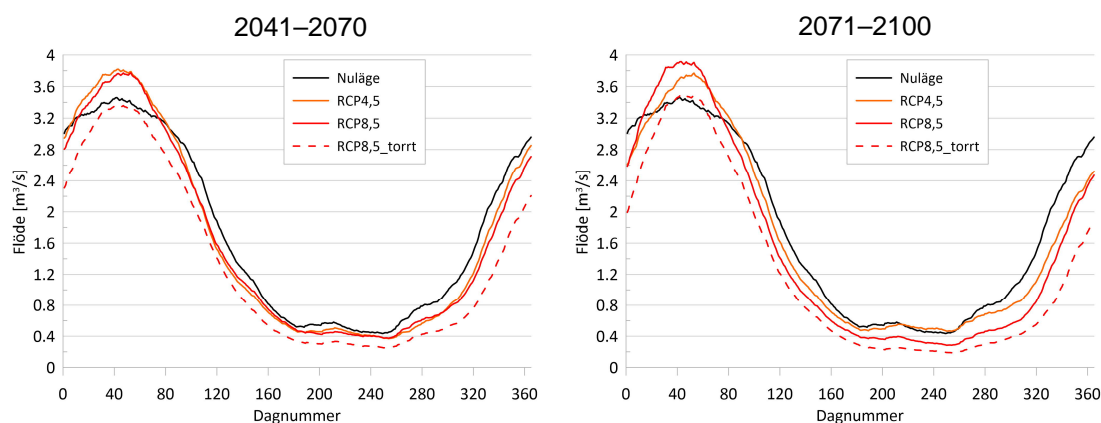 2041–2070
4
3.6
3.2
2.8
2.4
2
1.6
1.2
0.8
0.4
0
Flöde [m³/s]
Nuläge
RCP4,5
RCP8,5
RCP8,5_torrt
0 40 80 120 160 200 240 280 320 360
Dagnummer
2071–2100
4
3.6
3.2
2.8
2.4
2
1.6
1.2
0.8
0.4
0
Flöde [m³/s]
Nuläge
RCP4,5
RCP8,5
RCP8,5_torrt
0 40 80 120 160 200 240 280 320 360
Dagnummer